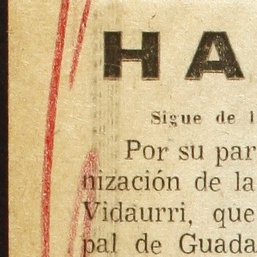 HA
Sigue de l
Por su par
nización de la
Vidaurri, que
pal de Guada